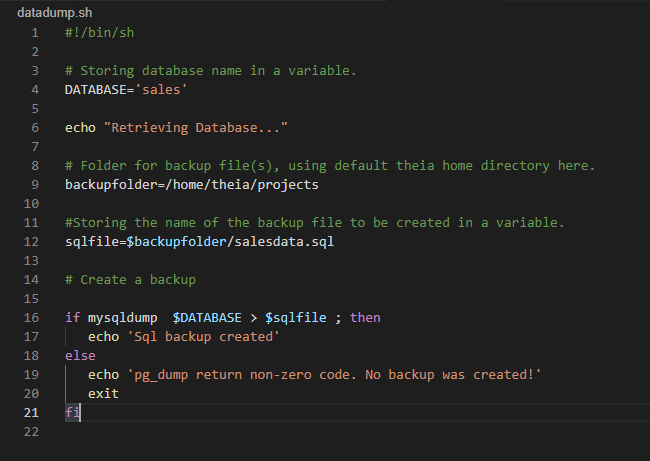 datadump.sh
1 #!/bin/sh
2
3 # Storing database name in a variable.
4 DATABASE='sales'
5
6 echo "Retrieving Database..."
7
8 # Folder for backup file(s), using default theia home directory here.
9 backupfolder=/home/theia/projects
10
11 #Storing the name of the backup file to be created in a variable.
12 sqlfile=$backupfolder/salesdata.sql
13
14 # Create a backup
15
16 if mysqldump  $DATABASE > $sqlfile ; then
17    echo 'Sql backup created'
18 else
19    echo 'pg_dump return non-zero code. No backup was created!'
20    exit
21 fi
22